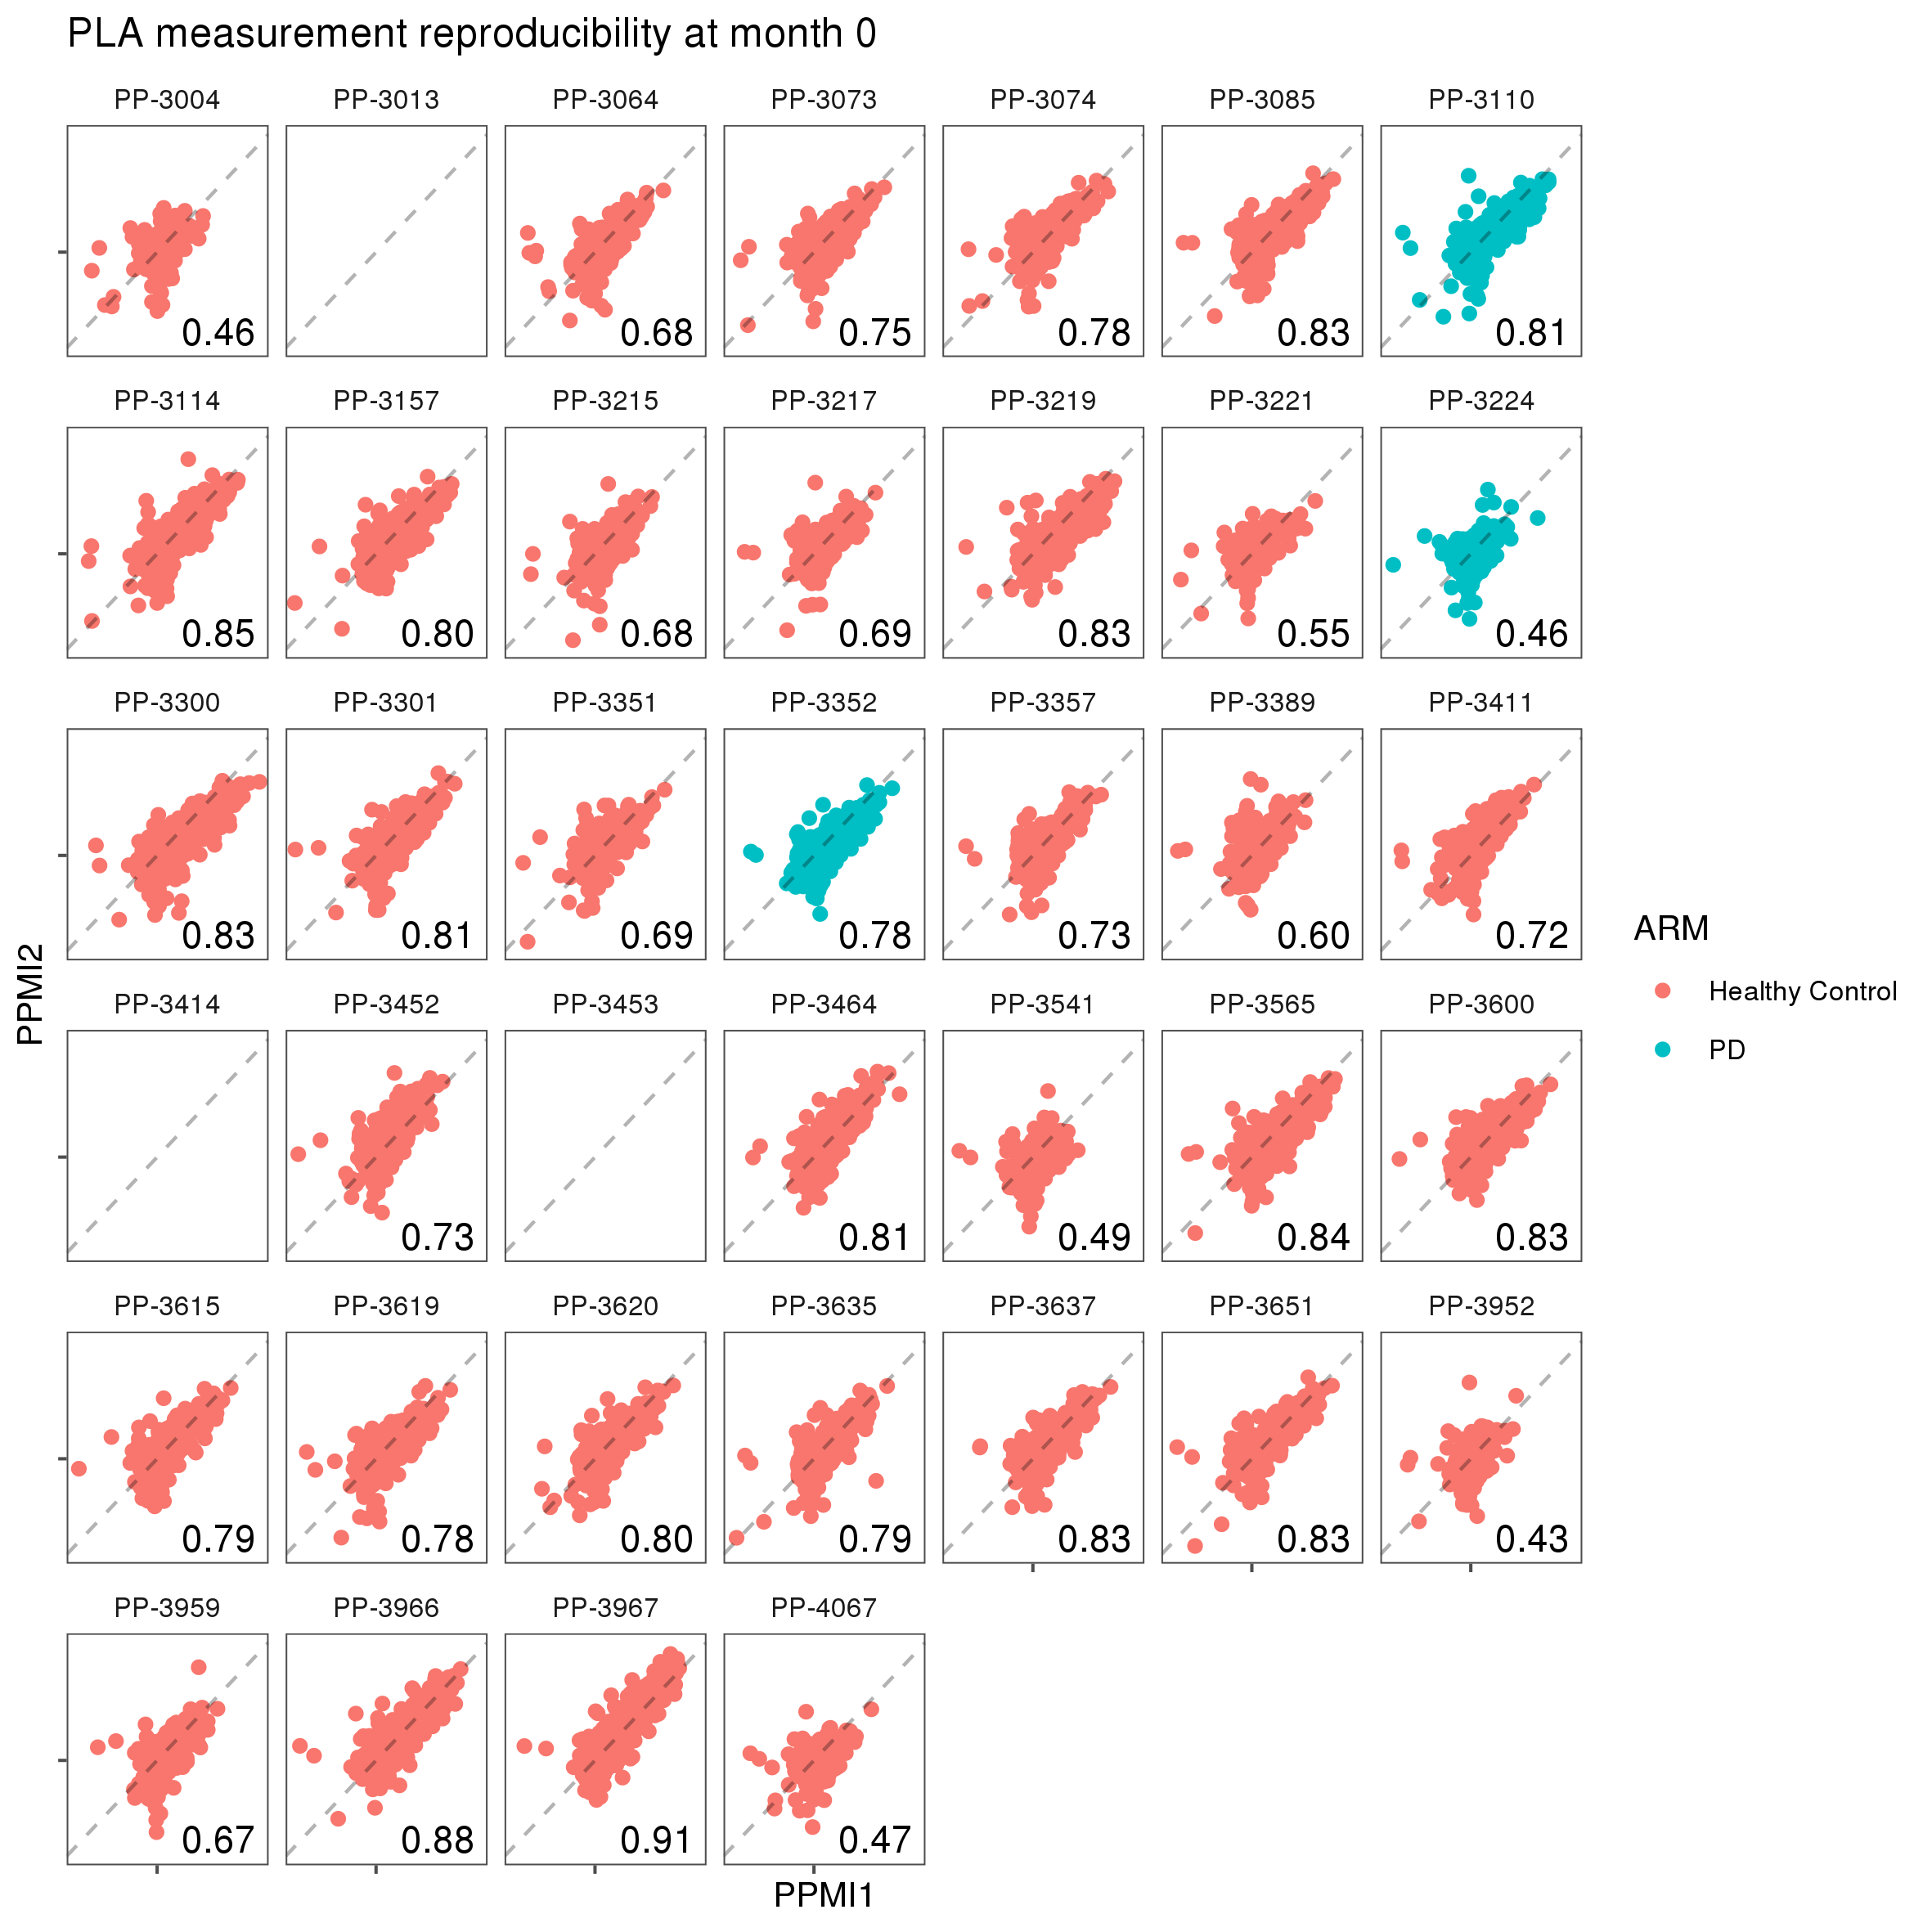 PLA measurement reproducibility at month 0
PP-3004 PP-3013 PP-3064 PP-3073 PP-3074 PP-3085 PP-3110
0.46 0.68 0.75 0.78 0.83 0.81
PP-3114 PP-3157 PP-3215 PP-3217 PP-3219 PP-3221 PP-3224
0.85 0.80 0.68 0.69 0.83 0.55 0.46
PP-3300 PP-3301 PP-3351 PP-3352 PP-3357 PP-3389 PP-3411
0.83 0.81 0.69 0.78 0.73 0.60 0.72
PP-3414 PP-3452 PP-3453 PP-3464 PP-3541 PP-3565 PP-3600
0.73 0.81 0.49 0.84 0.83
PP-3615 PP-3619 PP-3620 PP-3635 PP-3637 PP-3651 PP-3952
0.79 0.78 0.80 0.79 0.83 0.83 0.43
PP-3959 PP-3966 PP-3967 PP-4067
0.67 0.88 0.91 0.47
PPMI1
PPMI2
ARM
Healthy Control
PD